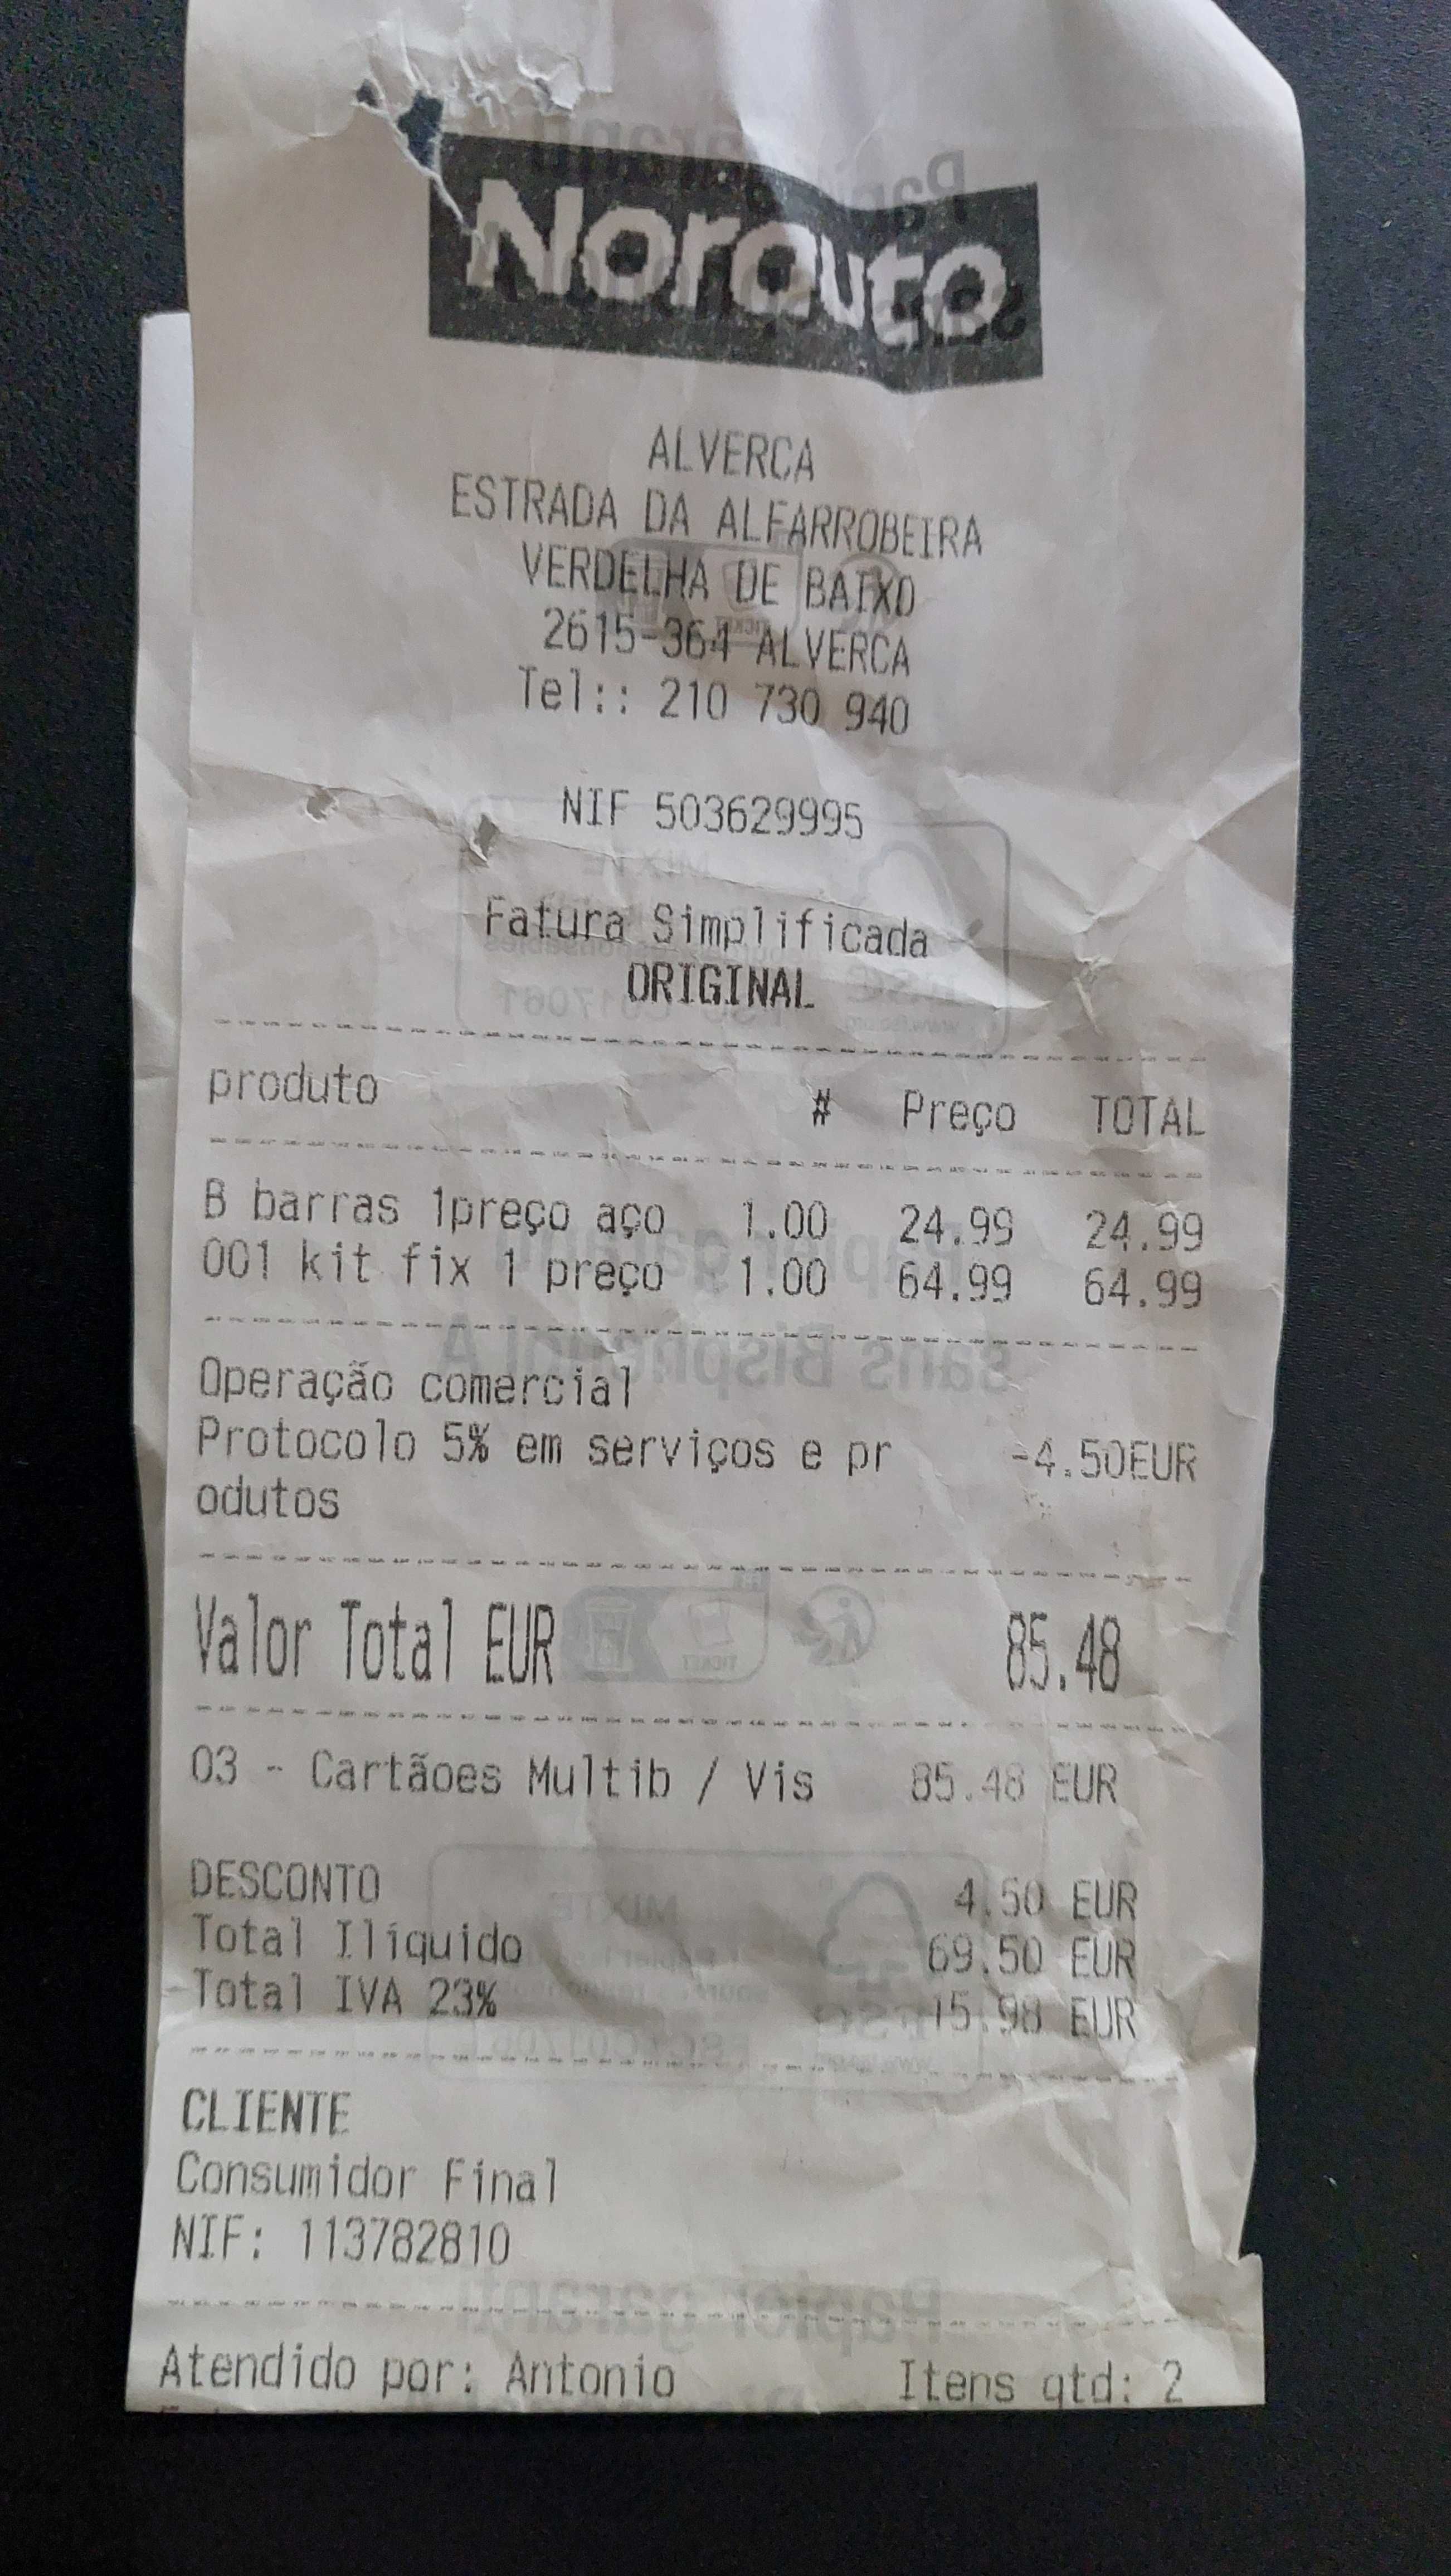 Norauto
ALVERCA
ESTRADA DA ALFARROBEIRA
VERDELHA DE BAIXO
2615-364 ALVERCA
Tel:: 210 730 940
NIF 503629995
Fatura Simplificada
ORIGINAL
produto # Preço TOTAL
B barras 1preço aço 1.00 24.99 24.99
001 kit fix 1 preço 1.00 64.99 64.99
Operação comercial
Protocolo 5% em serviços e pr -4.50EUR
odutos
Valor Total EUR 85.48
03 - Cartãoes Multib / Vis 85.48 EUR
DESCONTO 4.50 EUR
Total Ilíquido 69.50 EUR
Total IVA 23% 15.98 EUR
CLIENTE
Consumidor Final
NIF: 113782810
Atendido por: Antonio Itens qtd: 2